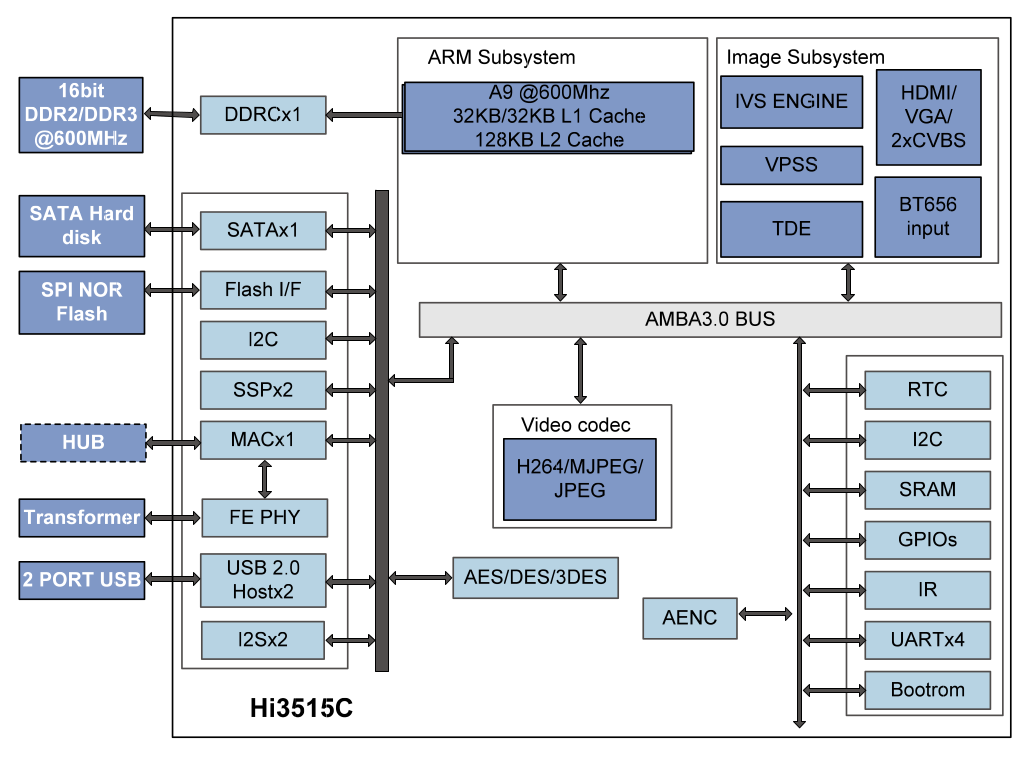 16bit
DDR2/DDR3
@600MHz
SATA Hard
disk
SPI NOR
Flash
HUB
Transformer
2 PORT USB
DDRCx1
SATAx1
Flash I/F
I2C
SSPx2
MACx1
FE PHY
USB 2.0
Hostx2
I2Sx2
Hi3515C
ARM Subsystem
A9 @600Mhz
32KB/32KB L1 Cache
128KB L2 Cache
Image Subsystem
IVS ENGINE
VPSS
TDE
HDMI/
VGA/
2xCVBS
BT656
input
AMBA3.0 BUS
Video codec
H264/MJPEG/
JPEG
AES/DES/3DES
AENC
RTC
I2C
SRAM
GPIOs
IR
UARTx4
Bootrom